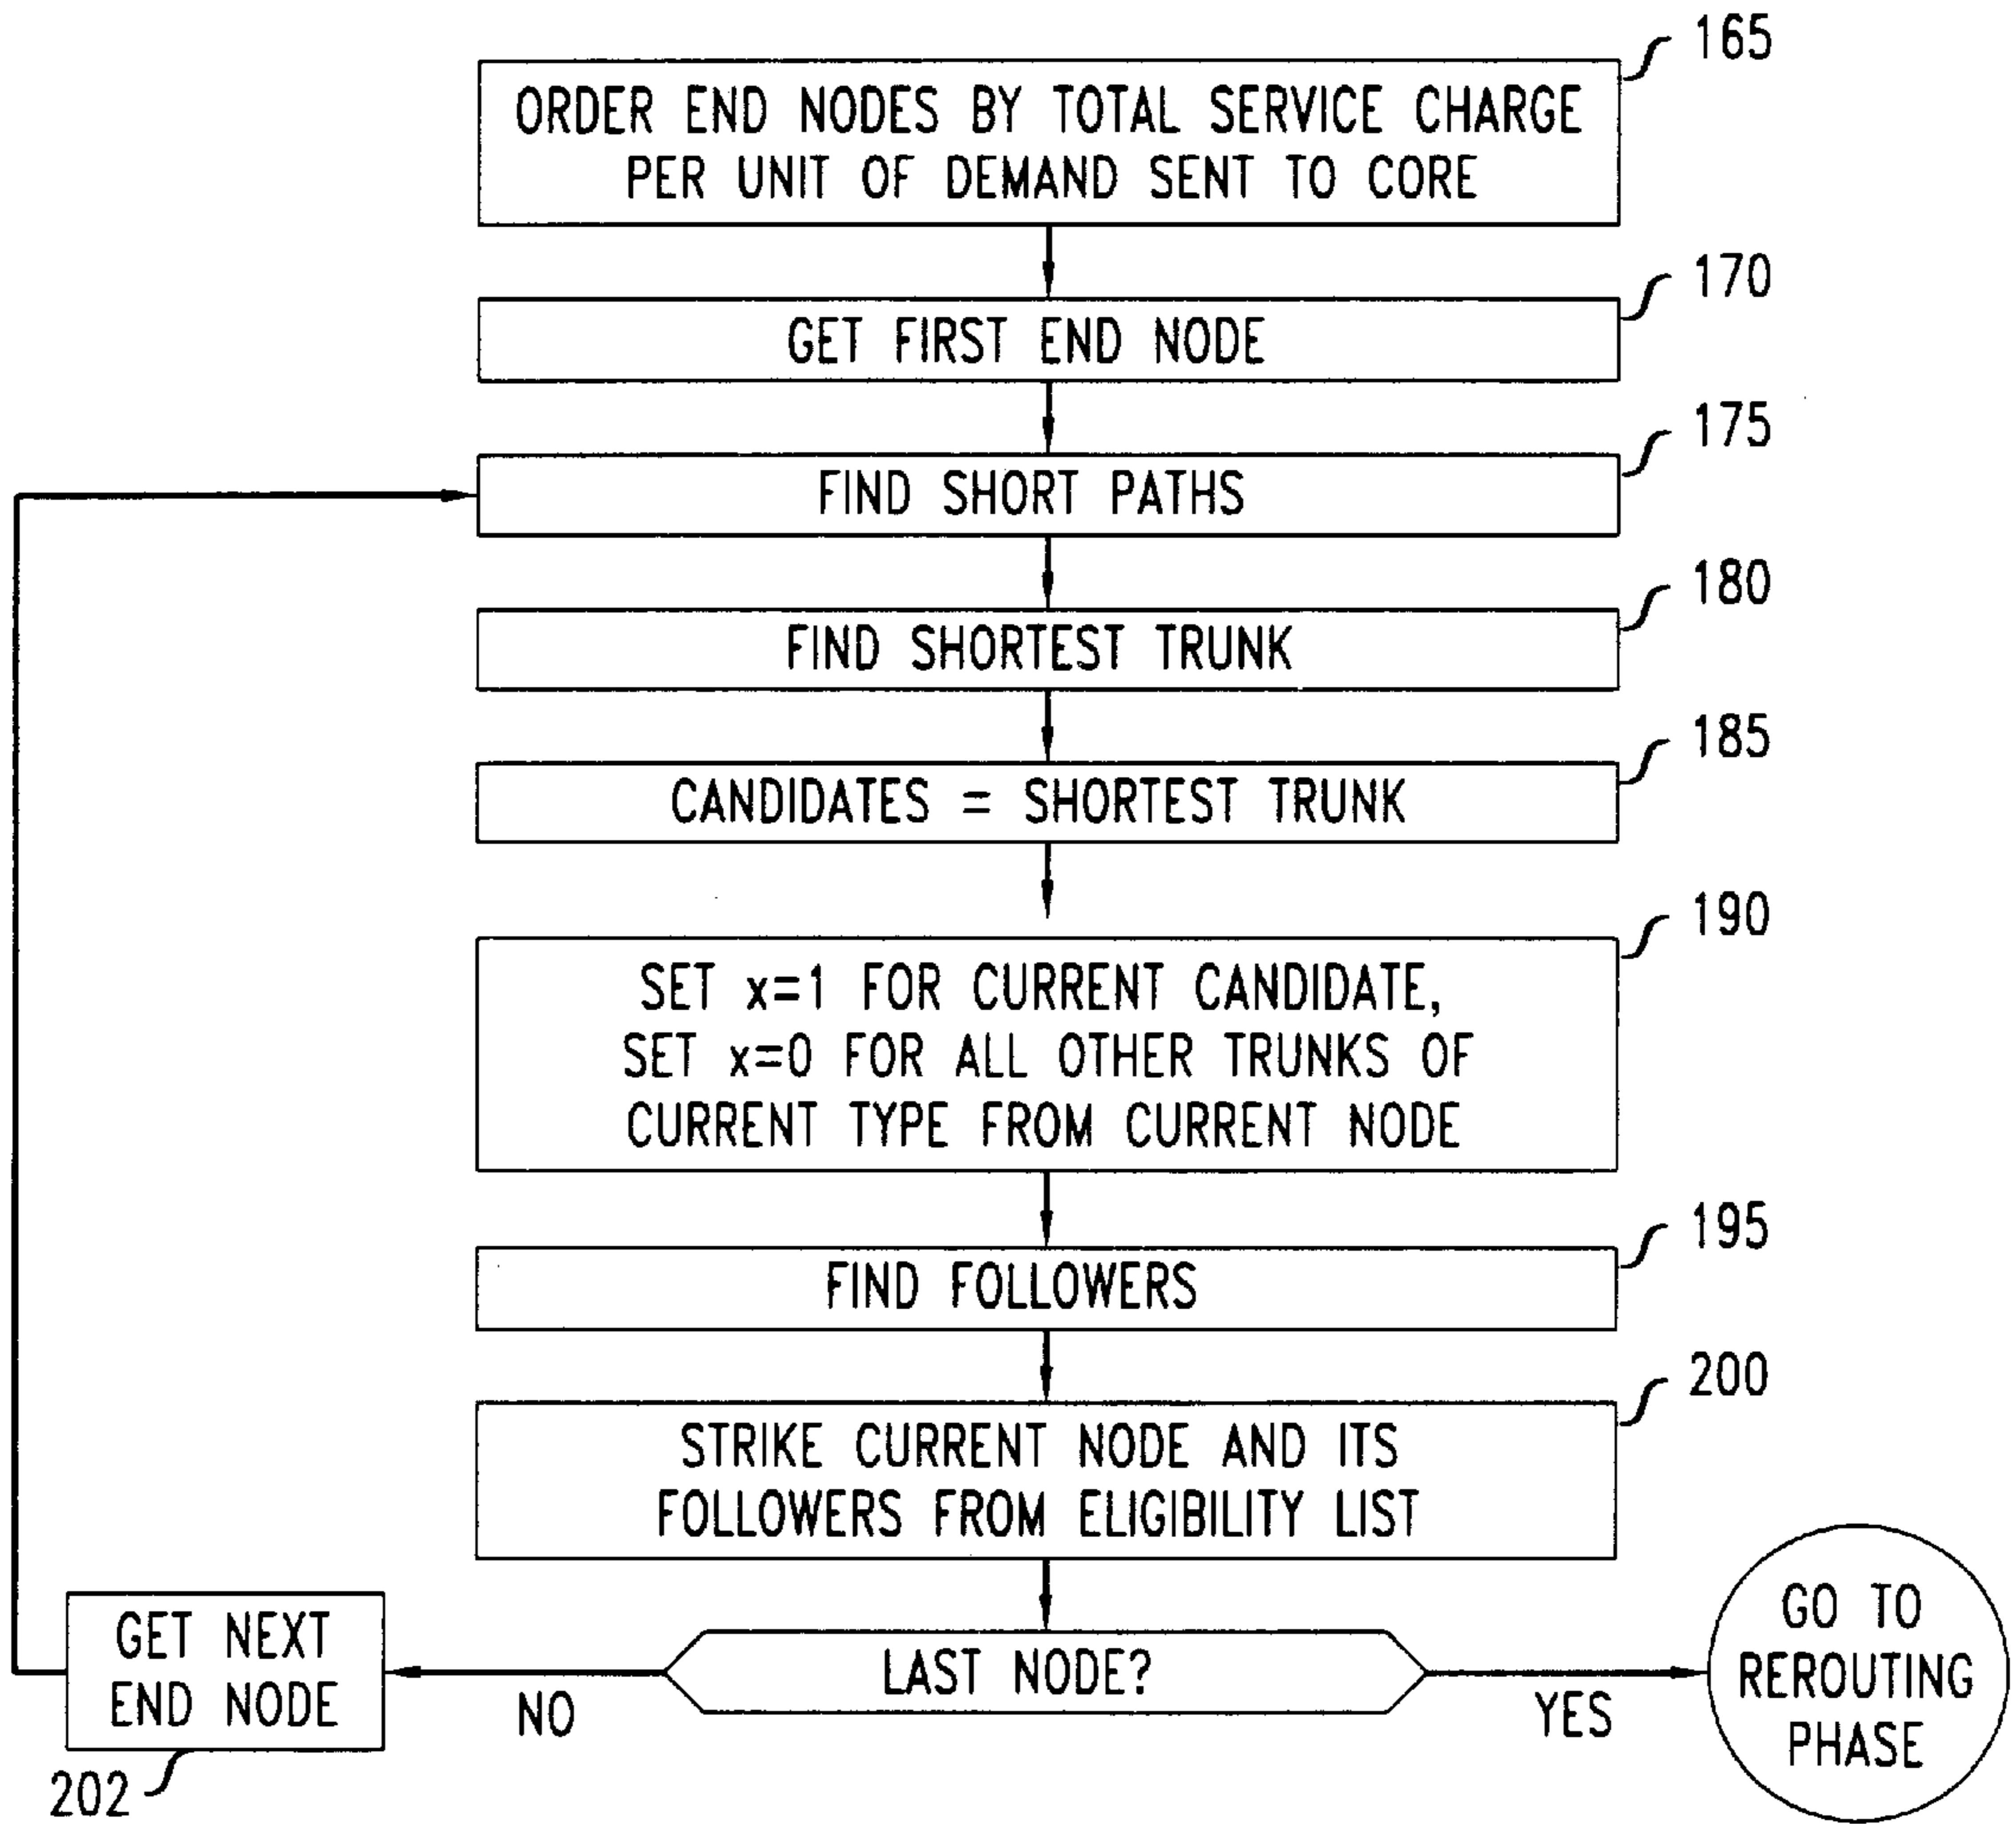 165
ORDER END NODES BY TOTAL SERVICE CHARGE
PER UNIT OF DEMAND SENT TO CORE
170
GET FIRST END NODE
175
FIND SHORT PATHS
180
FIND SHORTEST TRUNK
185
CANDIDATES = SHORTEST TRUNK
190
SET x=1 FOR CURRENT CANDIDATE,
SET x=0 FOR ALL OTHER TRUNKS OF
CURRENT TYPE FROM CURRENT NODE
195
FIND FOLLOWERS
200
STRIKE CURRENT NODE AND ITS
FOLLOWERS FROM ELIGIBILITY LIST
LAST NODE?
NO
GET NEXT
END NODE
202
YES
GO TO
REROUTING
PHASE